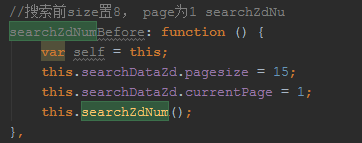 //搜索前size置8, page为1 searchZdNu
searchZdNumBefore: function () {
var self = this;
this.searchDataZd.pagesize = 15;
this.searchDataZd.currentPage = 1;
this.searchZdNum();
},